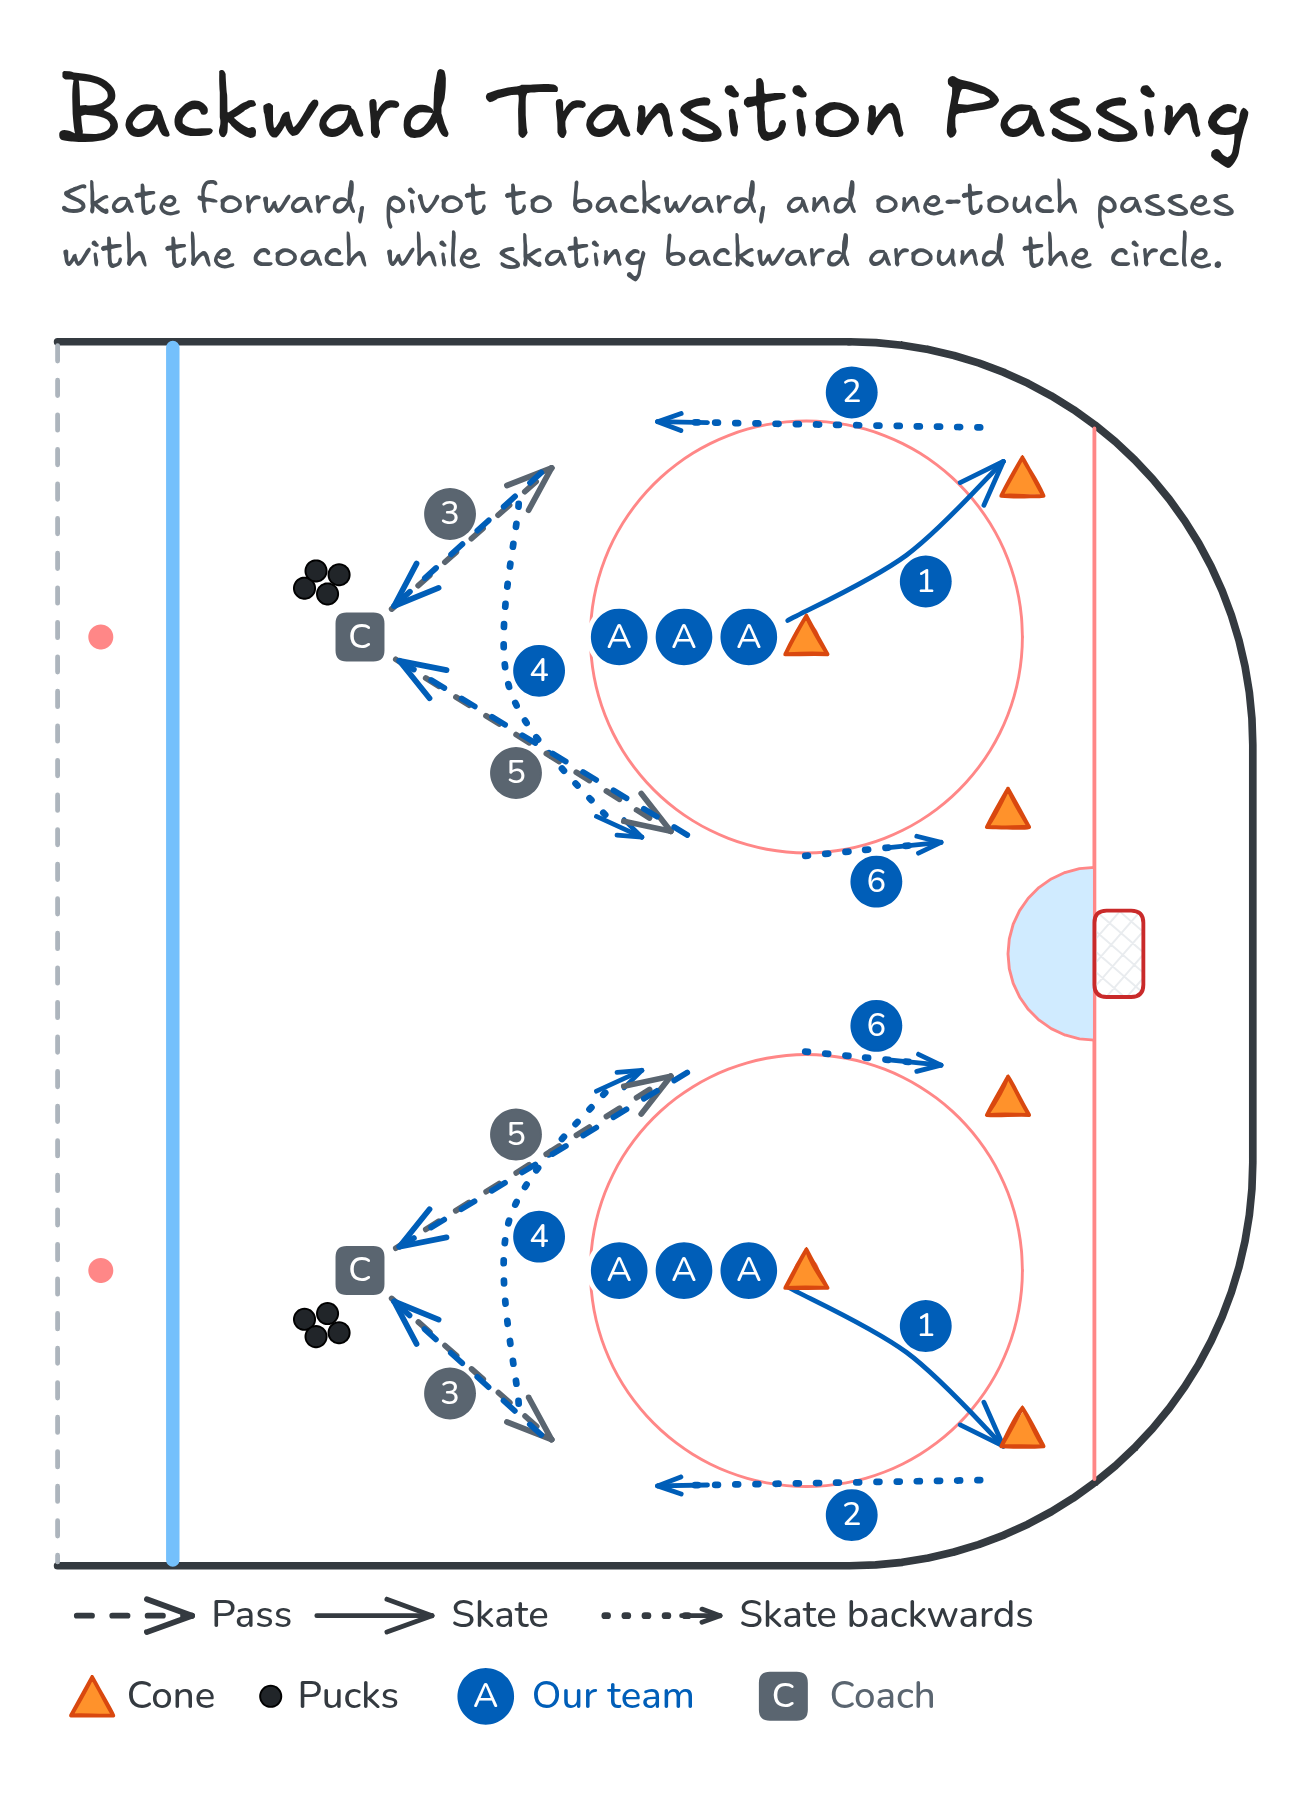 Backward Transition Passing
Skate forward, pivot to backward, and one-touch passes
with the coach while skating backward around the circle.
2
3
1
C
A A A
4
5
6
6
5
4
C
A A A
1
3
2
Pass Skate Skate backwards
Cone Pucks A Our team C Coach